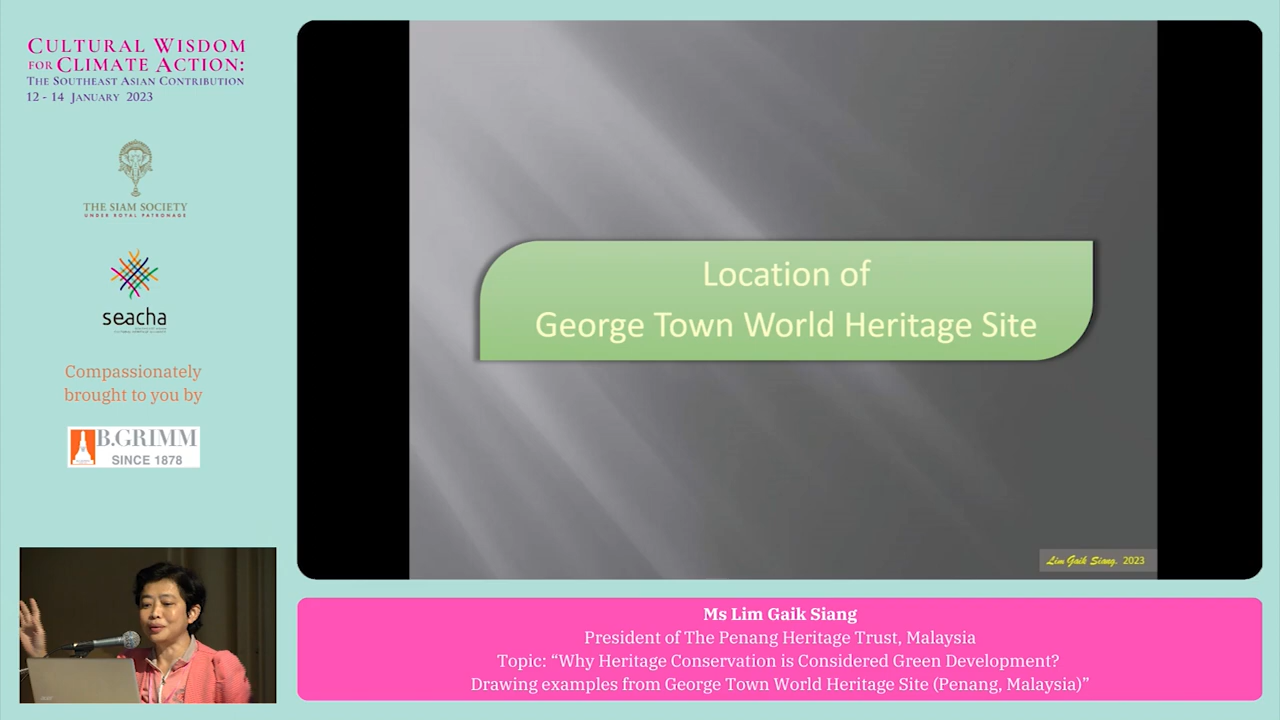 CULTURAL WISDOM
FOR CLIMATE ACTION:
THE SOUTHEAST ASIAN CONTRIBUTION
12 - 14 JANUARY 2023
THE SIAM SOCIETY
UNDER ROYAL PATRONAGE
seacha
Compassionately
brought to you by
B.GRIMM
SINCE 1878
Location of
George Town World Heritage Site
Lim Gaik Siang. 2023
Ms Lim Gaik Siang
President of The Penang Heritage Trust, Malaysia
Topic: “Why Heritage Conservation is Considered Green Development?
Drawing examples from George Town World Heritage Site (Penang, Malaysia)”